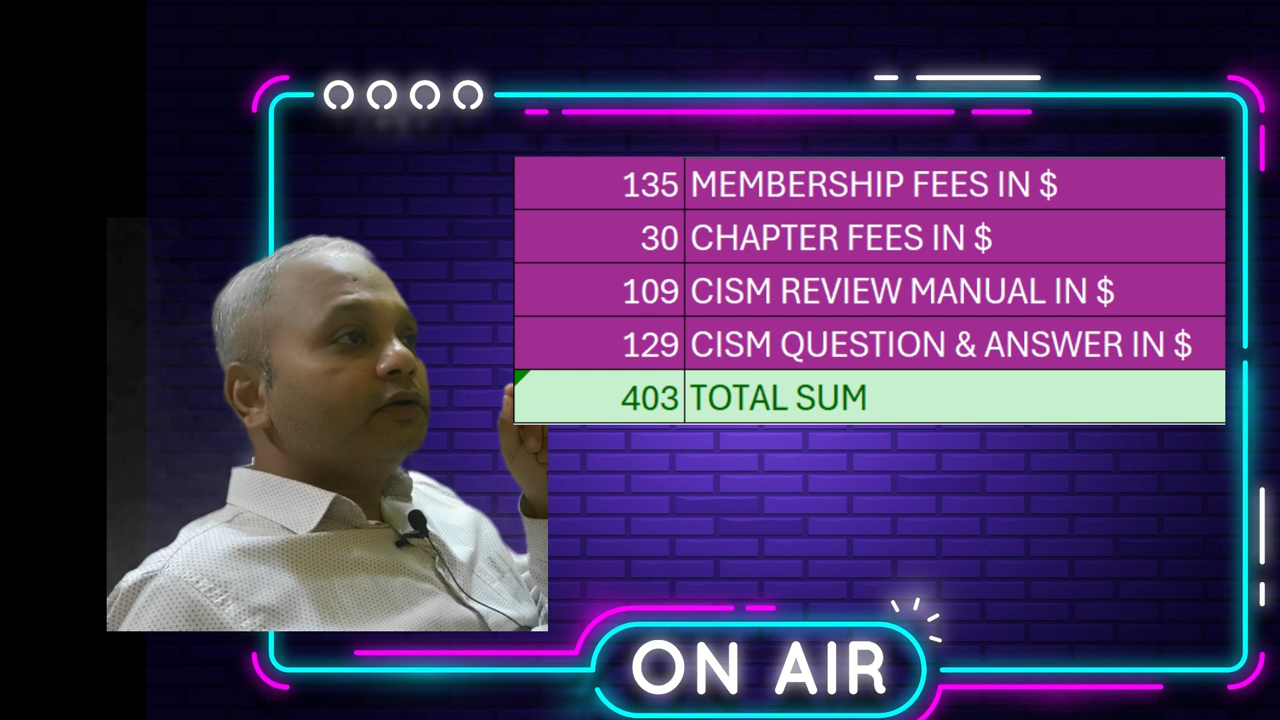 135 MEMBERSHIP FEES IN $
30 CHAPTER FEES IN $
109 CISM REVIEW MANUAL IN $
129 CISM QUESTION & ANSWER IN $
403 TOTAL SUM
ON AIR